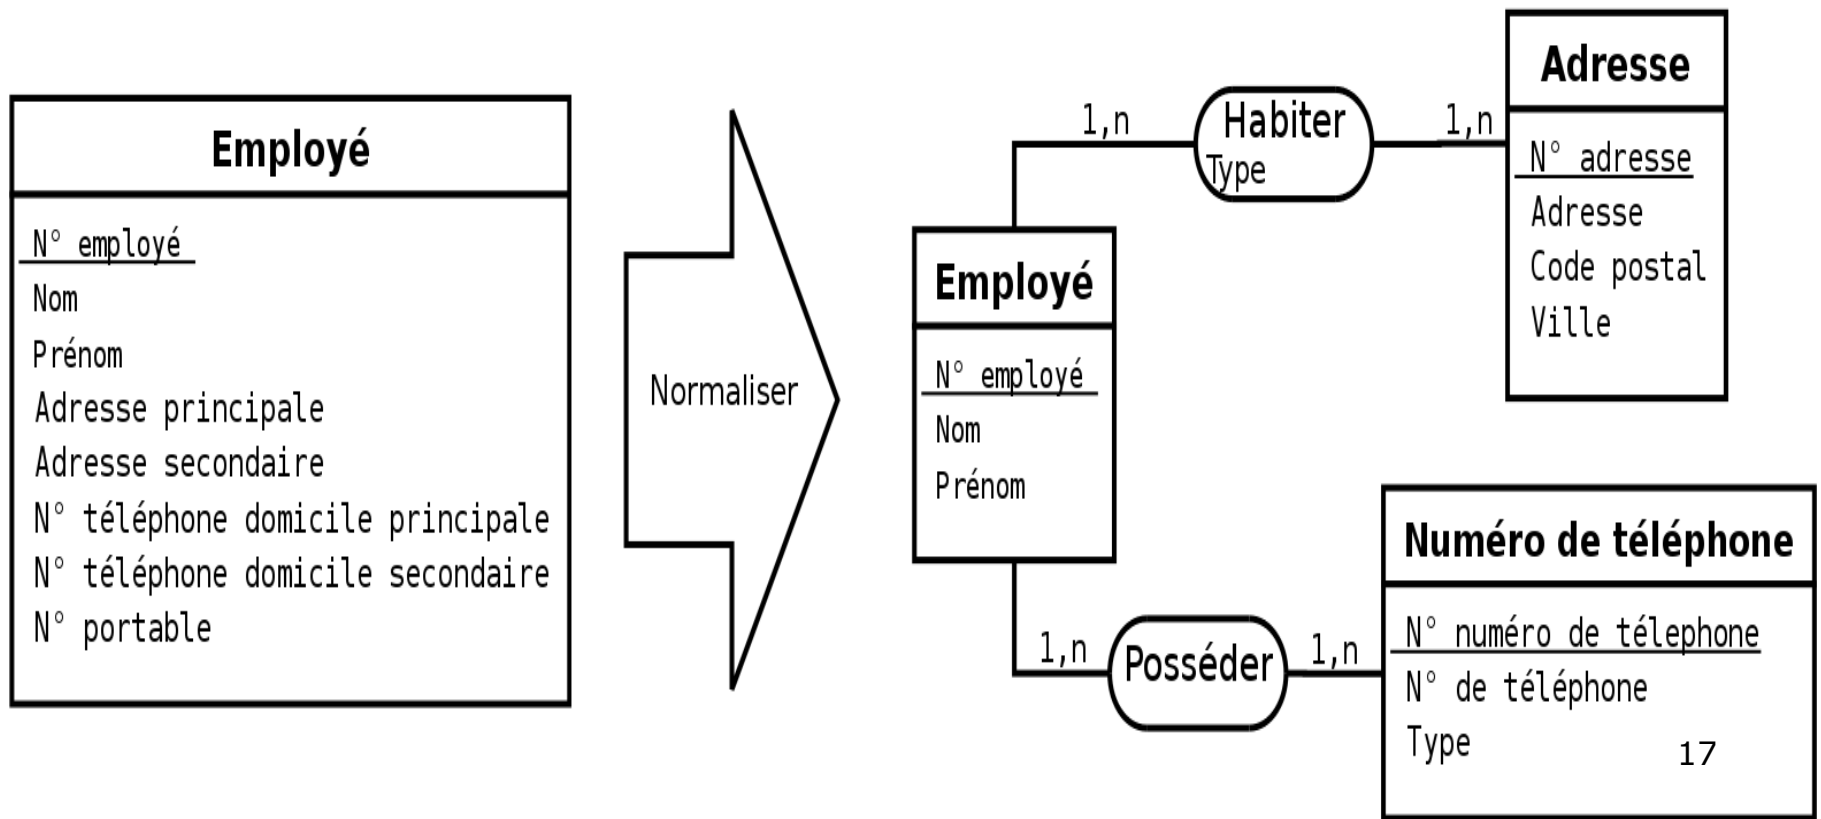 Employé
N° employé
Nom
Prénom
Adresse principale
Adresse secondaire
N° téléphone domicile principale
N° téléphone domicile secondaire
N° portable
Normaliser
1,n
Habiter
Type
1,n
Adresse
N° adresse
Adresse
Code postal
Ville
Employé
N° employé
Nom
Prénom
1,n
Posséder
1,n
Numéro de téléphone
N° numéro de télephone
N° de téléphone
Type
17